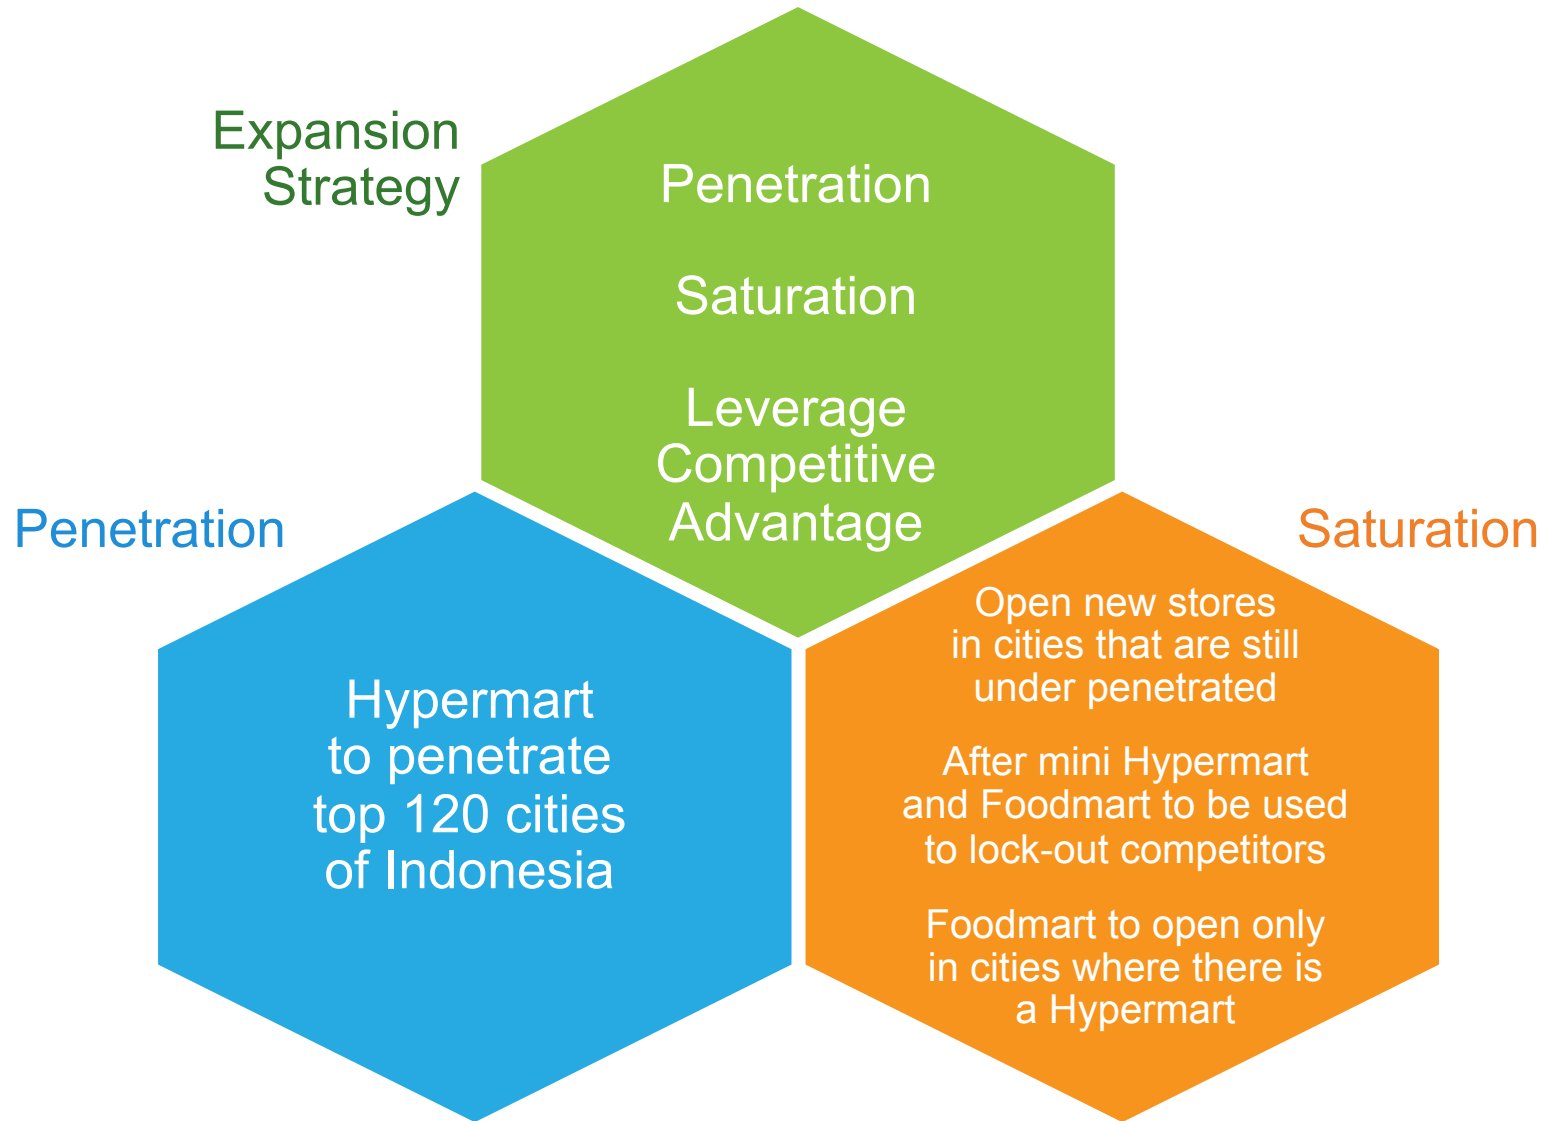 Expansion
Strategy
Penetration
Saturation
Leverage
Competitive
Advantage
Penetration
Hypermart
to penetrate
top 120 cities
of Indonesia
Saturation
Open new stores
in cities that are still
under penetrated
After mini Hypermart
and Foodmart to be used
to lock-out competitors
Foodmart to open only
in cities where there is
a Hypermart